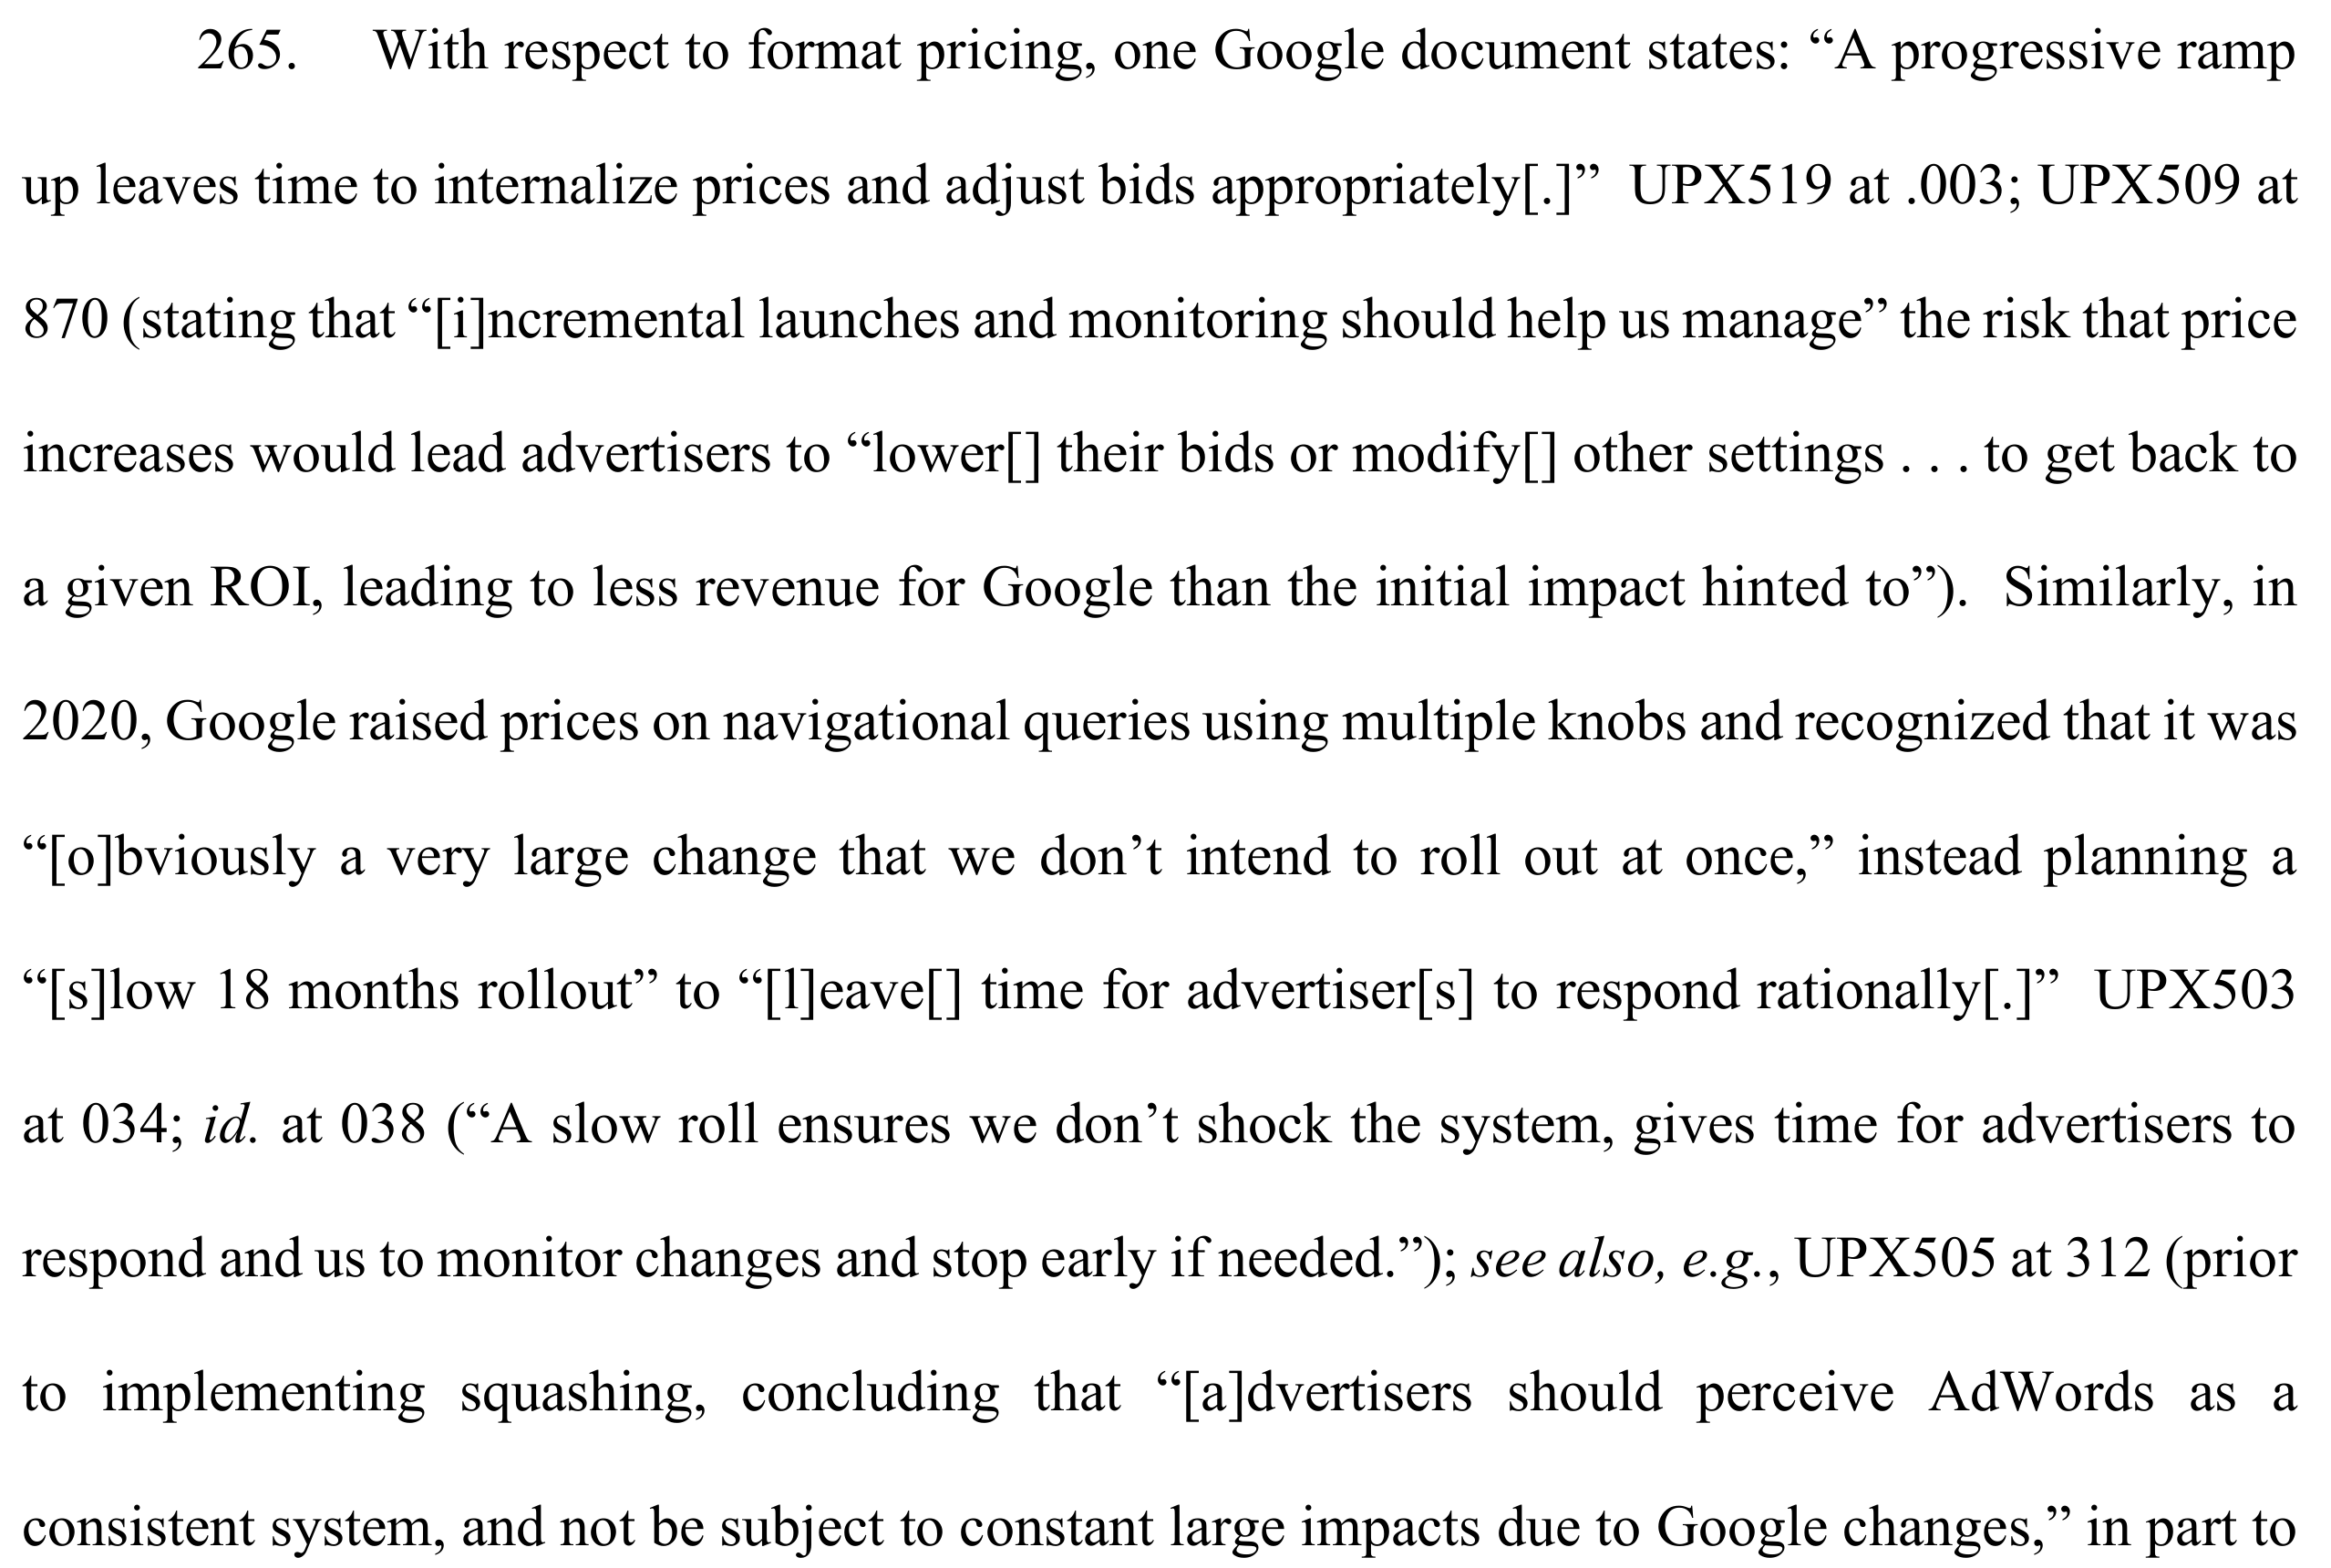 265. With respect to format pricing, one Google document states: “A progressive ramp
up leaves time to internalize prices and adjust bids appropriately[.]” UPX519 at .003; UPX509 at
870 (stating that “[i]ncremental launches and monitoring should help us manage” the risk that price
increases would lead advertisers to “lower[] their bids or modify[] other settings . . . to get back to
a given ROI, leading to less revenue for Google than the initial impact hinted to”). Similarly, in
2020, Google raised prices on navigational queries using multiple knobs and recognized that it was
“[o]bviously a very large change that we don’t intend to roll out at once,” instead planning a
“[s]low 18 months rollout” to “[l]eave[] time for advertiser[s] to respond rationally[.]” UPX503
at 034; id. at 038 (“A slow roll ensures we don’t shock the system, gives time for advertisers to
respond and us to monitor changes and stop early if needed.”); see also, e.g., UPX505 at 312 (prior
to implementing squashing, concluding that “[a]dvertisers should perceive AdWords as a
consistent system, and not be subject to constant large impacts due to Google changes,” in part to